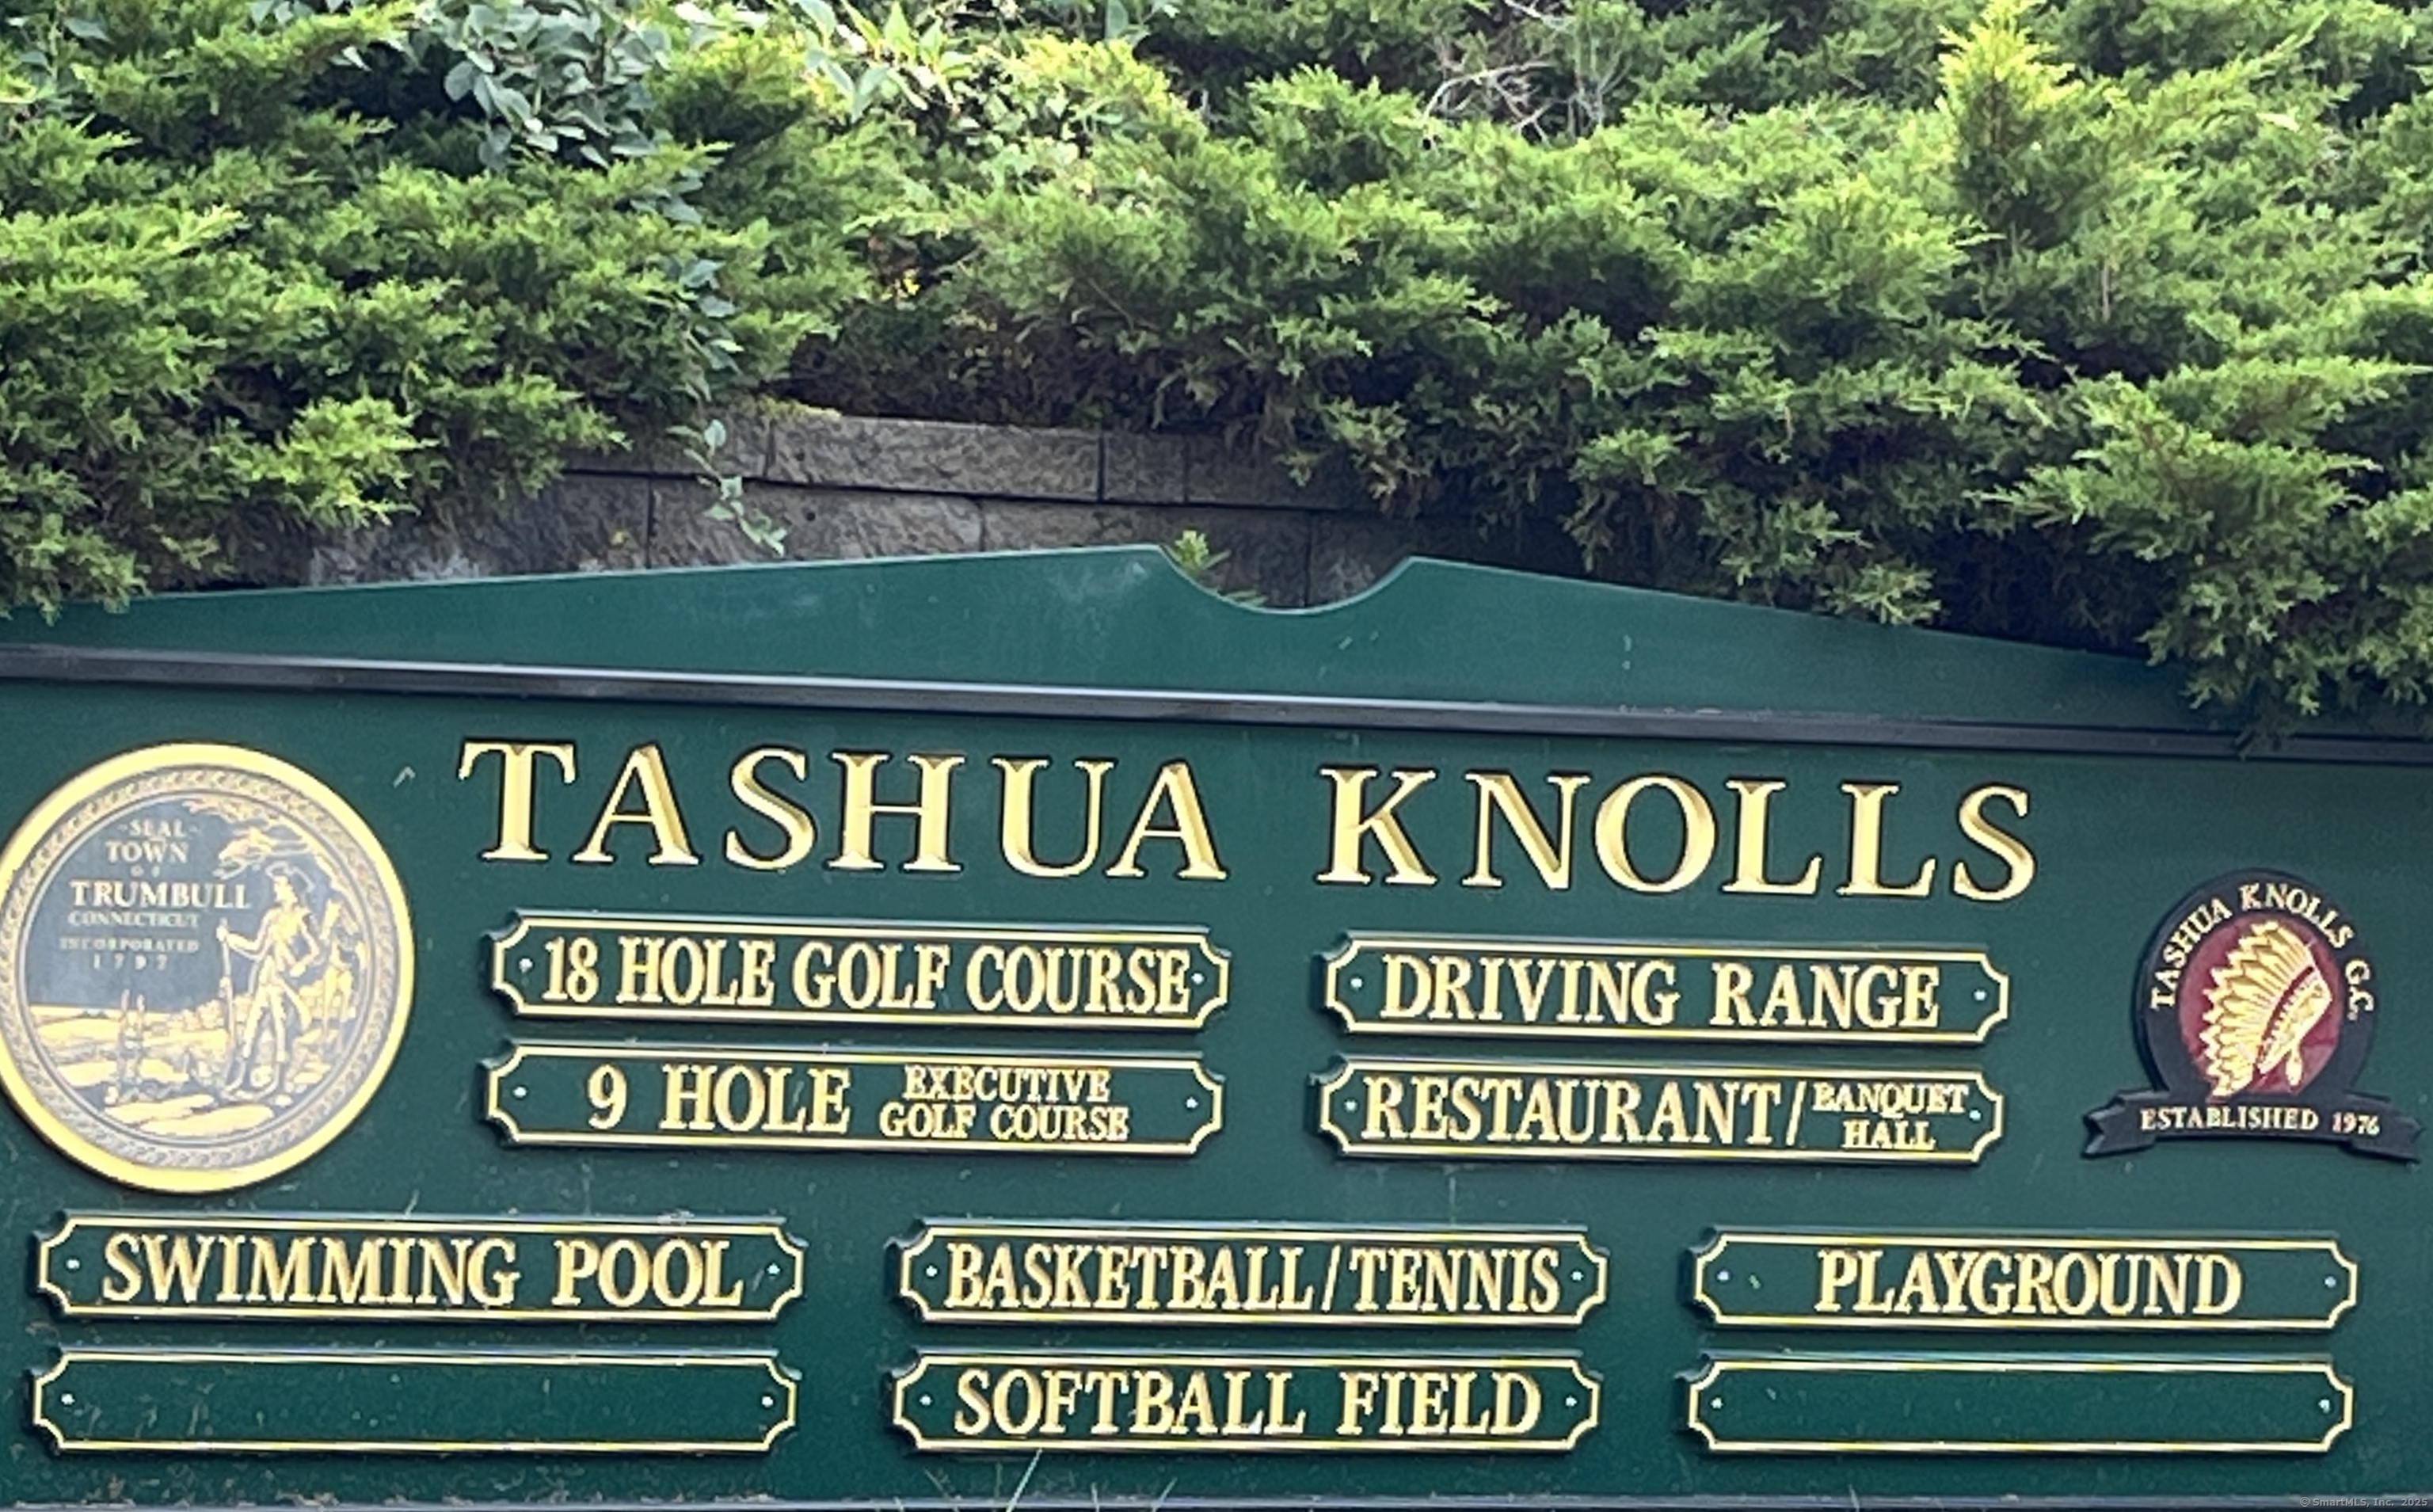 TASHUA KNOLLS
SEAL
TOWN
OF
TRUMBULL
CONNECTICUT
INCORPORATED
1797
18 HOLE GOLF COURSE
DRIVING RANGE
9 HOLE EXECUTIVE GOLF COURSE
RESTAURANT/BANQUET HALL
TASHUA KNOLLS G.C.
ESTABLISHED 1976
SWIMMING POOL
BASKETBALL/TENNIS
PLAYGROUND
SOFTBALL FIELD